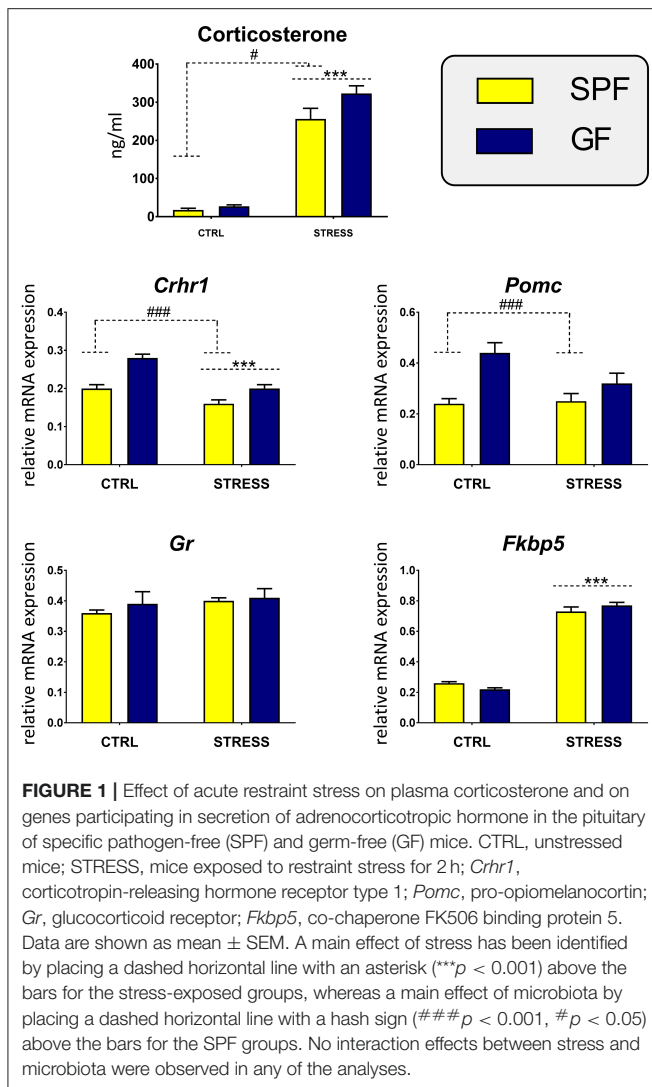 Corticosterone
#
***
ng/ml
400
300
200
100
0
CTRL
STRESS
SPF
GF
Crhr1
###
***
relative mRNA expression
0.4
0.3
0.2
0.1
0.0
CTRL
STRESS
Pomc
###
relative mRNA expression
0.6
0.4
0.2
0.0
CTRL
STRESS
Gr
relative mRNA expression
0.5
0.4
0.3
0.2
0.1
0.0
CTRL
STRESS
Fkbp5
***
relative mRNA expression
1.0
0.8
0.6
0.4
0.2
0.0
CTRL
STRESS
FIGURE 1 | Effect of acute restraint stress on plasma corticosterone and on
genes participating in secretion of adrenocorticotropic hormone in the pituitary
of specific pathogen-free (SPF) and germ-free (GF) mice. CTRL, unstressed
mice; STRESS, mice exposed to restraint stress for 2 h; Crhr1,
corticotropin-releasing hormone receptor type 1; Pomc, pro-opiomelanocortin;
Gr, glucocorticoid receptor; Fkbp5, co-chaperone FK506 binding protein 5.
Data are shown as mean ± SEM. A main effect of stress has been identified
by placing a dashed horizontal line with an asterisk (***p < 0.001) above the
bars for the stress-exposed groups, whereas a main effect of microbiota by
placing a dashed horizontal line with a hash sign (###p < 0.001, #p < 0.05)
above the bars for the SPF groups. No interaction effects between stress and
microbiota were observed in any of the analyses.